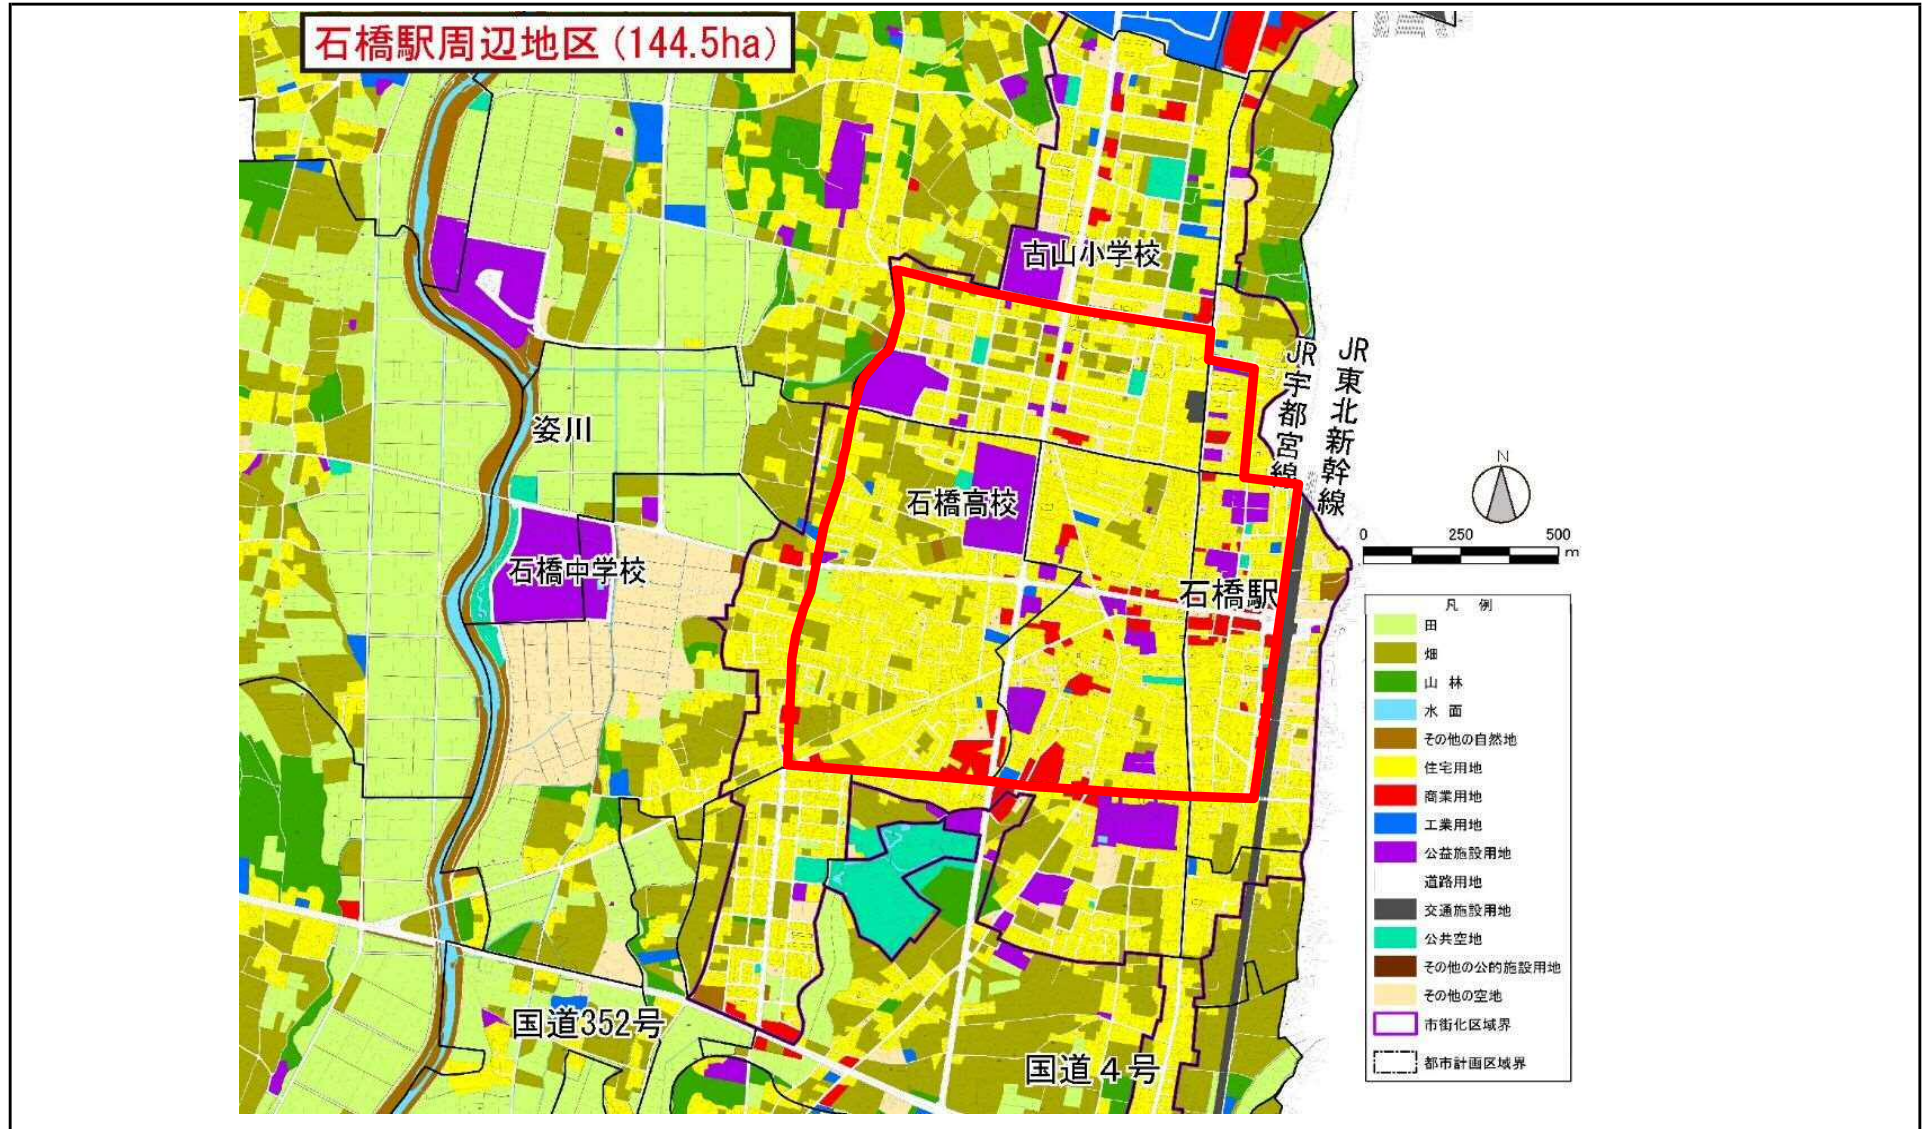 石橋駅周辺地区(144.5ha)
古山小学校
JR宇都宮線
JR東北新幹線
姿川
石橋高校
石橋中学校
石橋駅
国道352号
国道4号
N
0 250 500
m
凡 例
田
畑
山 林
水 面
その他の自然地
住宅用地
商業用地
工業用地
公益施設用地
道路用地
交通施設用地
公共空地
その他の公的施設用地
その他の空地
市街化区域界
都市計画区域界